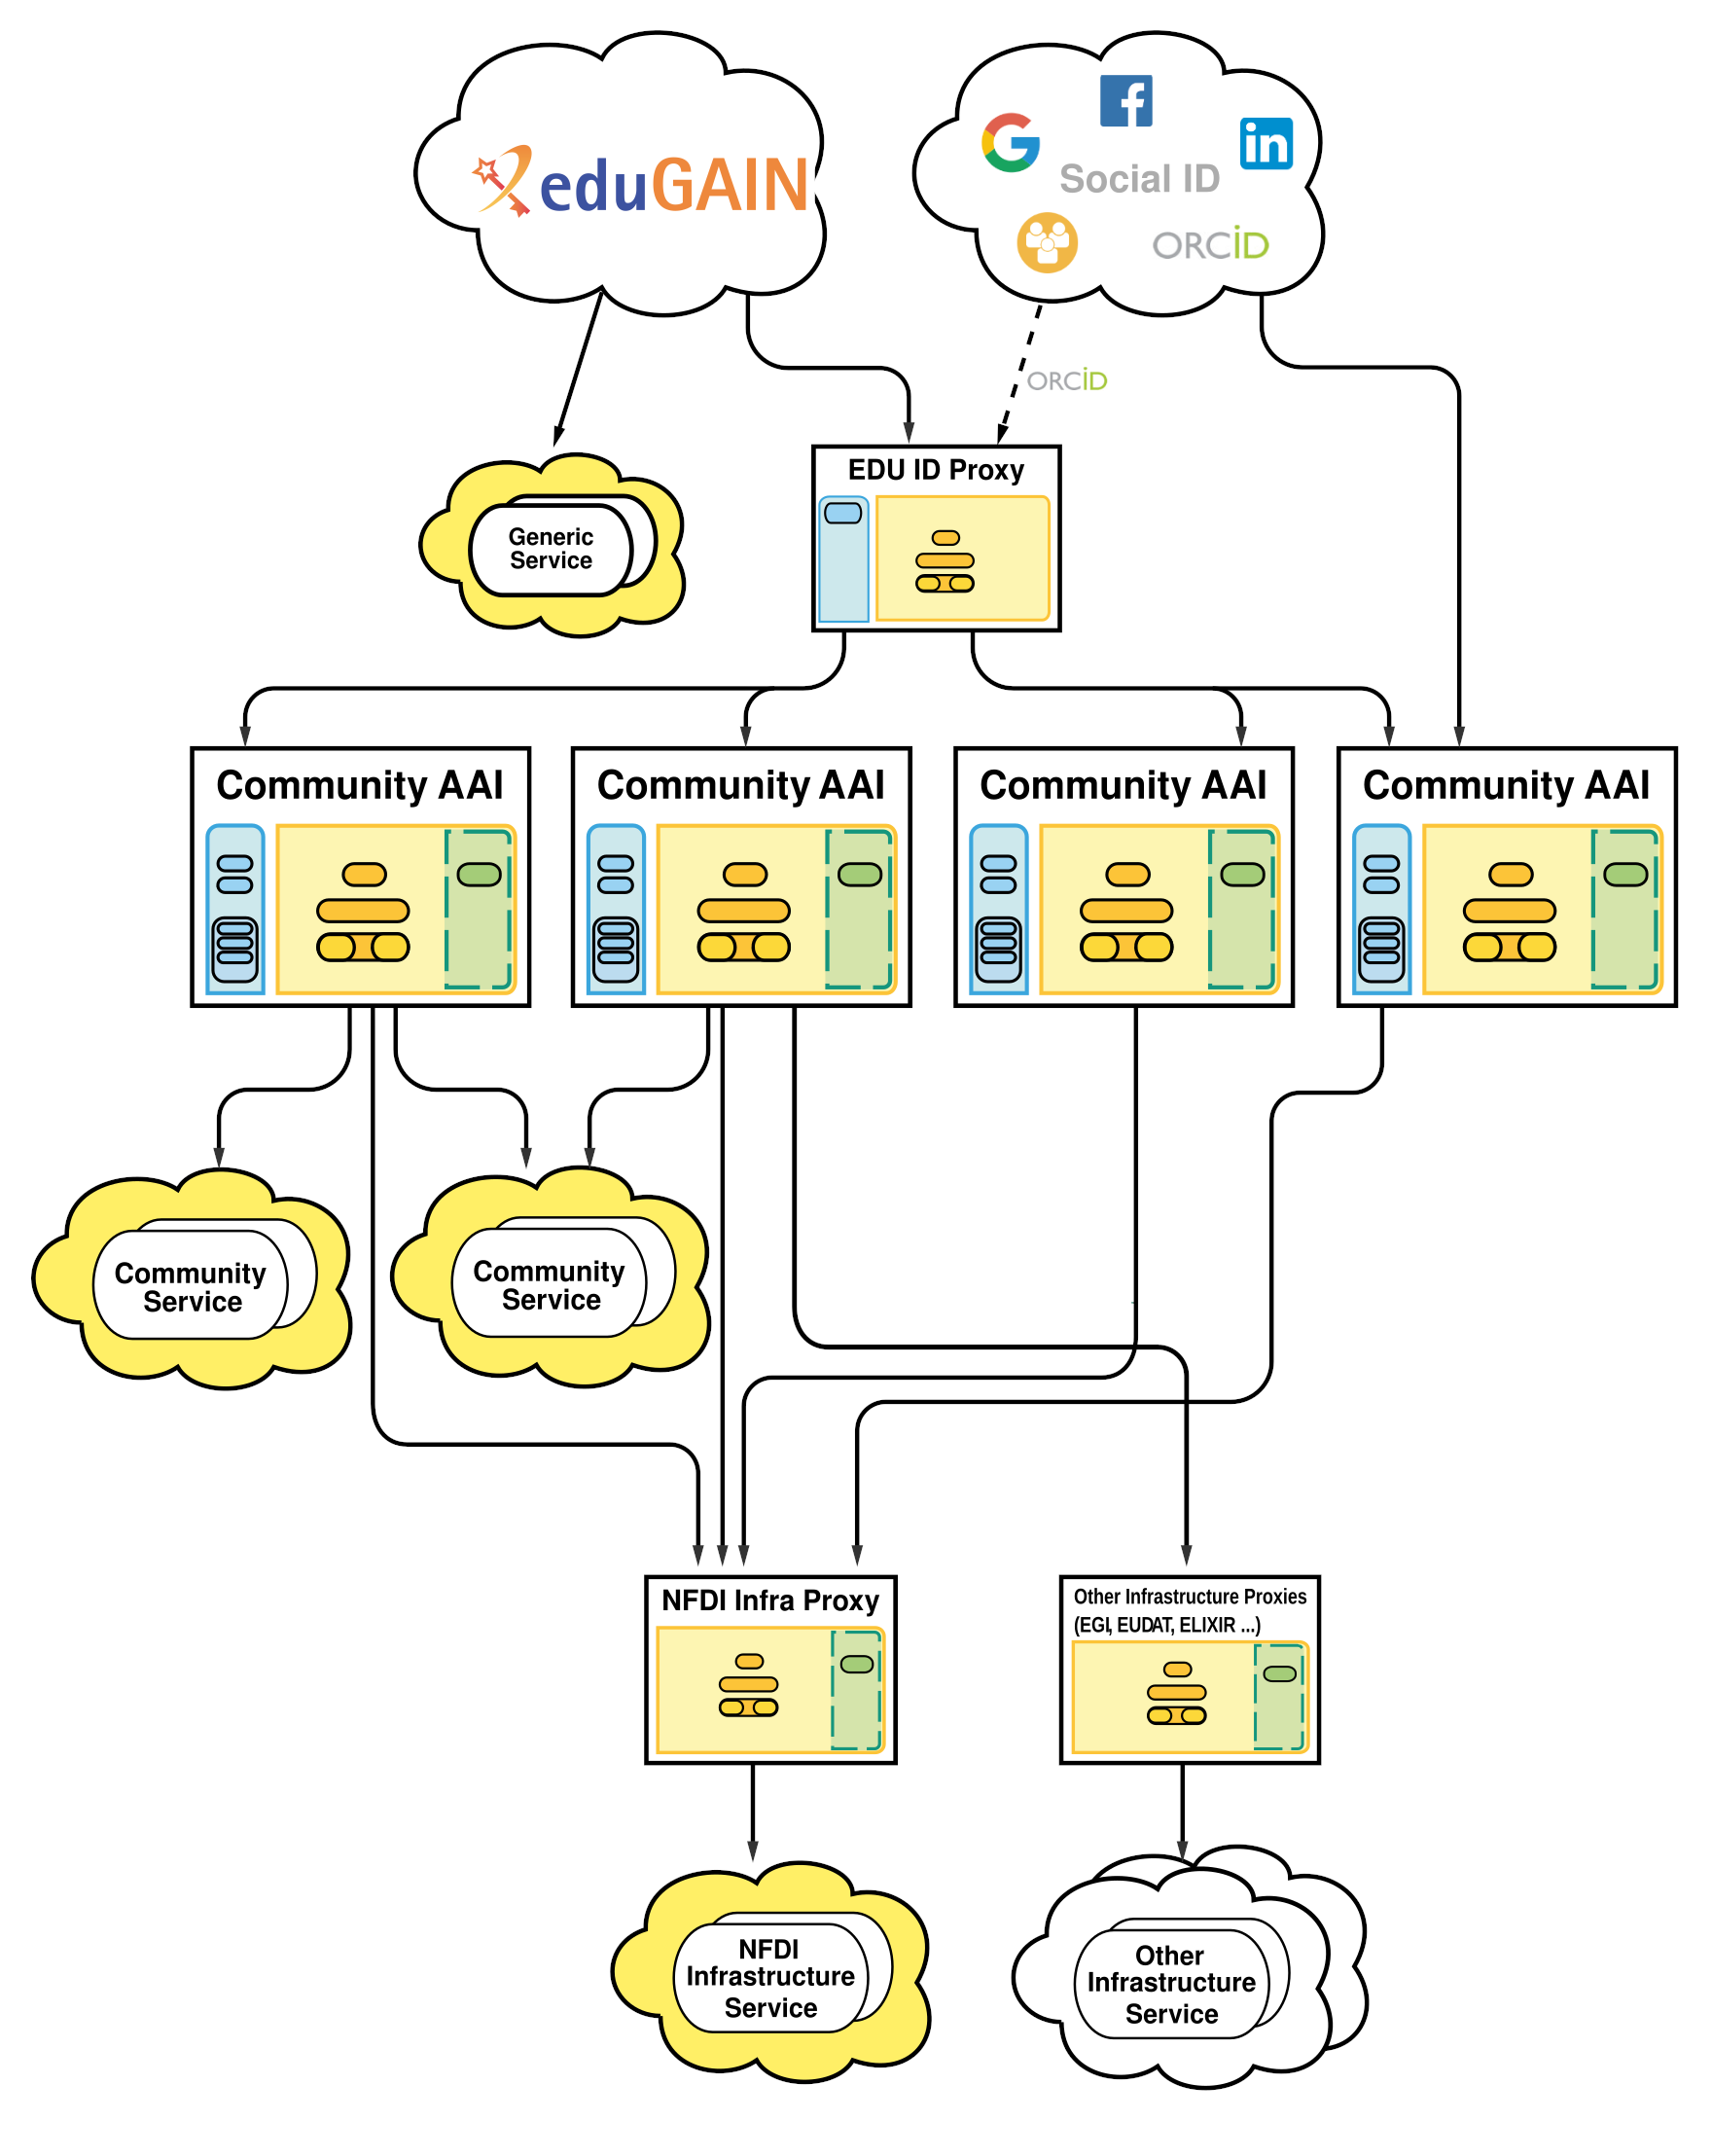 eduGAIN
Social ID
in
ORCiD
ORCiD
EDU ID Proxy
Generic
Service
Community AAI
Community AAI
Community AAI
Community AAI
Community
Service
Community
Service
NFDI Infra Proxy
Other Infrastructure Proxies
(EGI, EUDAT, ELIXIR ...)
NFDI
Infrastructure
Service
Other
Infrastructure
Service